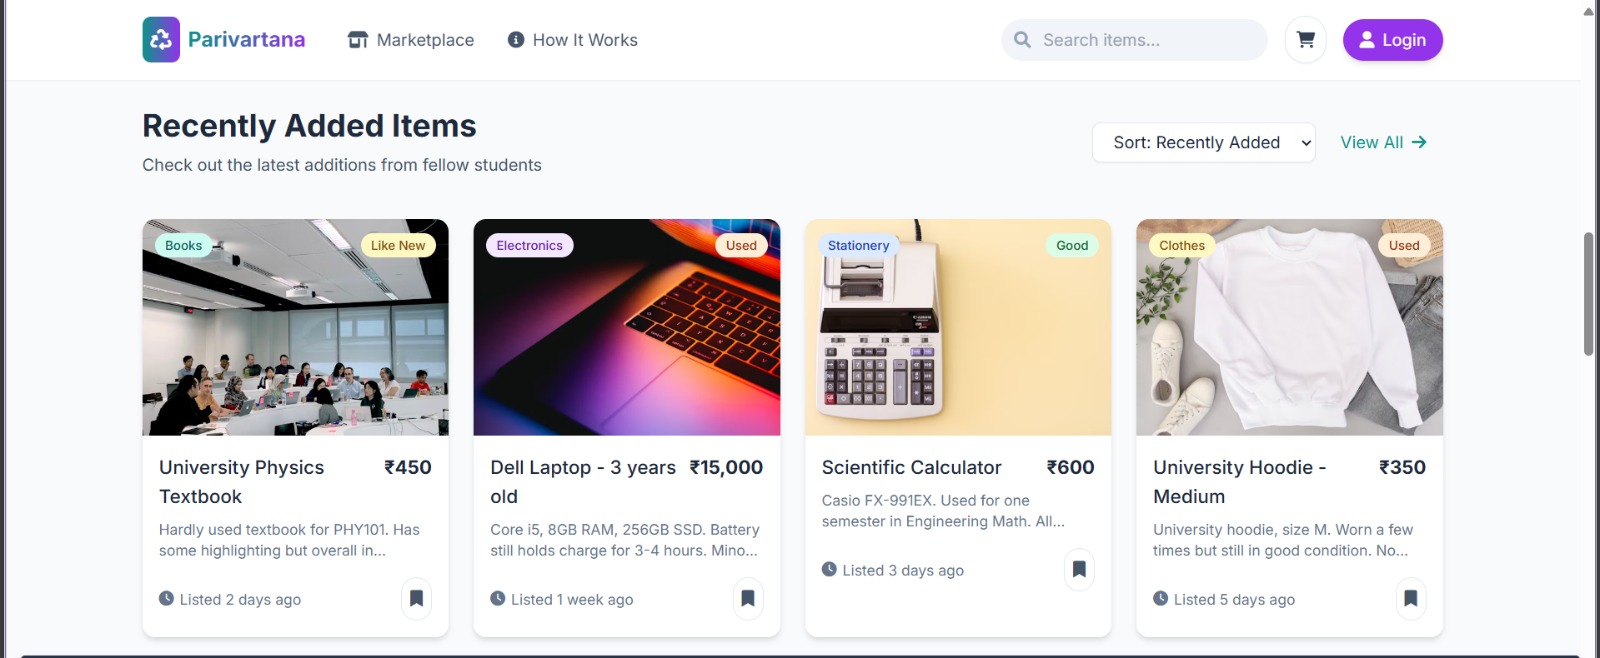 Parivartana
Marketplace
How It Works
Search items...
Login
Recently Added Items
Check out the latest additions from fellow students
Sort: Recently Added
View All
Books
Like New
University Physics
Textbook
₹450
Hardly used textbook for PHY101. Has
some highlighting but overall in...
Listed 2 days ago
Electronics
Used
Dell Laptop - 3 years
old
₹15,000
Core i5, 8GB RAM, 256GB SSD. Battery
still holds charge for 3-4 hours. Mino...
Listed 1 week ago
Stationery
Good
Canon
Scientific Calculator
₹600
Casio FX-991EX. Used for one
semester in Engineering Math. All...
Listed 3 days ago
Clothes
Used
University Hoodie -
Medium
₹350
University hoodie, size M. Worn a few
times but still in good condition. No...
Listed 5 days ago